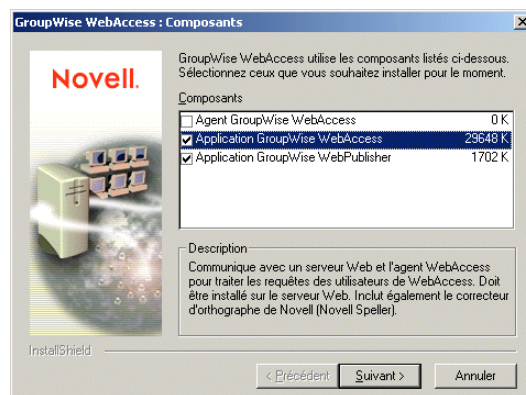 GroupWise WebAccess : Composants
Novell.
GroupWise WebAccess utilise les composants listés ci-dessous.
Sélectionnez ceux que vous souhaitez installer pour le moment.
Composants
Agent GroupWise WebAccess 0 K
Application GroupWise WebAccess 29648 K
Application GroupWise WebPublisher 1702 K
Description
Communique avec un serveur Web et l'agent WebAccess
pour traiter les requêtes des utilisateurs de WebAccess. Doit
être installé sur le serveur Web. Inclut également le correcteur
d'orthographe de Novell (Novell Speller).
InstallShield
< Précédent Suivant > Annuler